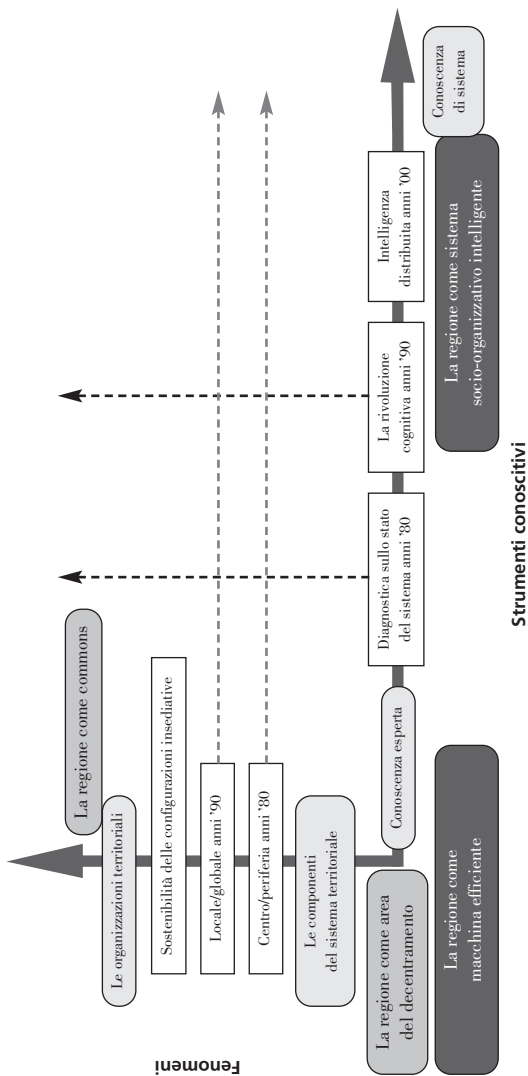 Fenomeni
La regione come commons
Le organizzazioni territoriali
Sostenibilità delle configurazioni insediative
Locale/globale anni ’90
Centro/periferia anni ’80
Le componenti
del sistema territoriale
La regione come area
del decentramento
La regione come
macchina efficiente
Conoscenza esperta
Diagnostica sullo stato
del sistema anni ’80
La rivoluzione
cognitiva anni ’90
Intelligenza
distribuita anni ’00
Conoscenza
di sistema
La regione come sistema
socio-organizzativo intelligente
Strumenti conoscitivi